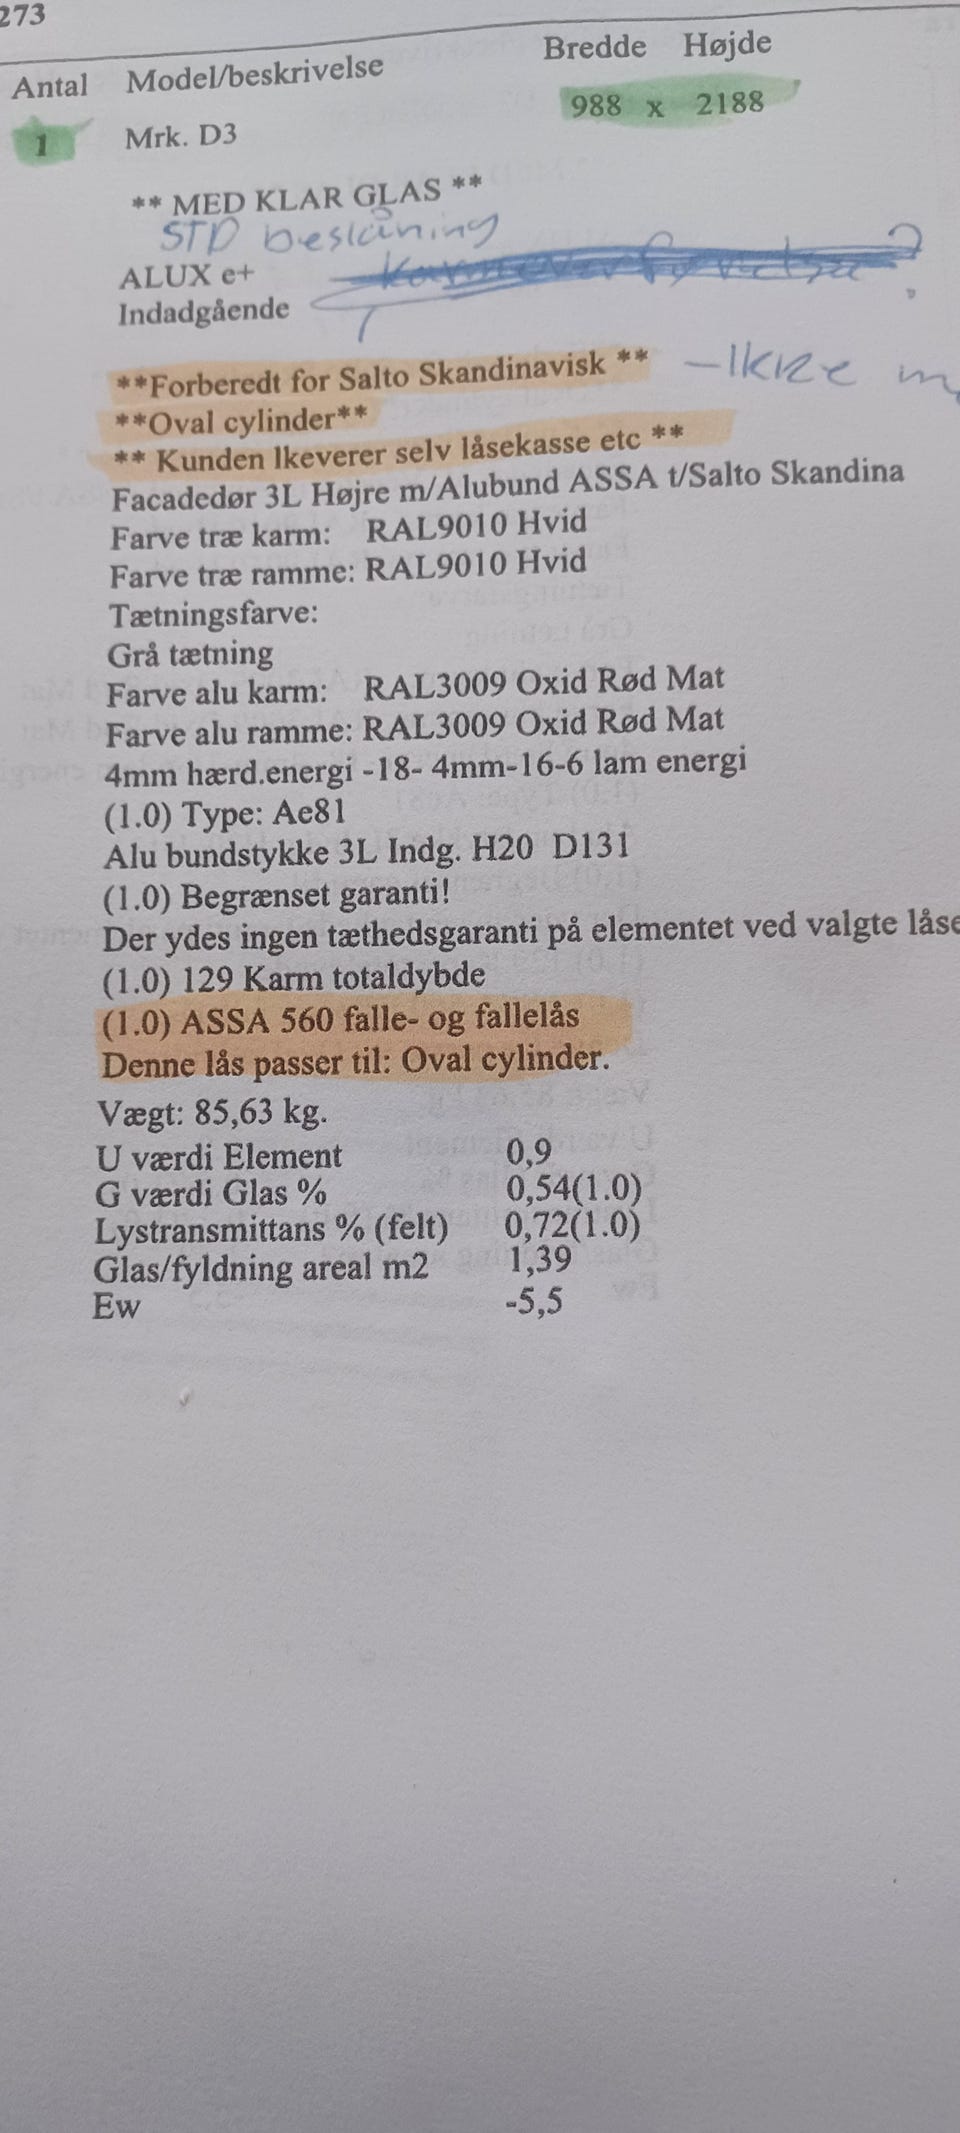 273
Antal Model/beskrivelse Bredde Højde
1 Mrk. D3 988 x 2188
** MED KLAR GLAS **
STD beslåning
ALUX e+
Indadgående
**Forberedt for Salto Skandinavisk ** - Ikke
**Oval cylinder**
** Kunden lkeverer selv låsekasse etc **
Facadedør 3L Højre m/Alubund ASSA t/Salto Skandina
Farve træ karm: RAL9010 Hvid
Farve træ ramme: RAL9010 Hvid
Tætningsfarve:
Grå tætning
Farve alu karm: RAL3009 Oxid Rød Mat
Farve alu ramme: RAL3009 Oxid Rød Mat
4mm hærd.energi -18- 4mm-16-6 lam energi
(1.0) Type: Ae81
Alu bundstykke 3L Indg. H20 D131
(1.0) Begrænset garanti!
Der ydes ingen tæthedsgaranti på elementet ved valgte låse
(1.0) 129 Karm totaldybde
(1.0) ASSA 560 falle- og fallelås
Denne lås passer til: Oval cylinder.
Vægt: 85,63 kg.
U værdi Element 0,9
G værdi Glas % 0,54(1.0)
Lystransmittans % (felt) 0,72(1.0)
Glas/fyldning areal m2 1,39
Ew -5,5